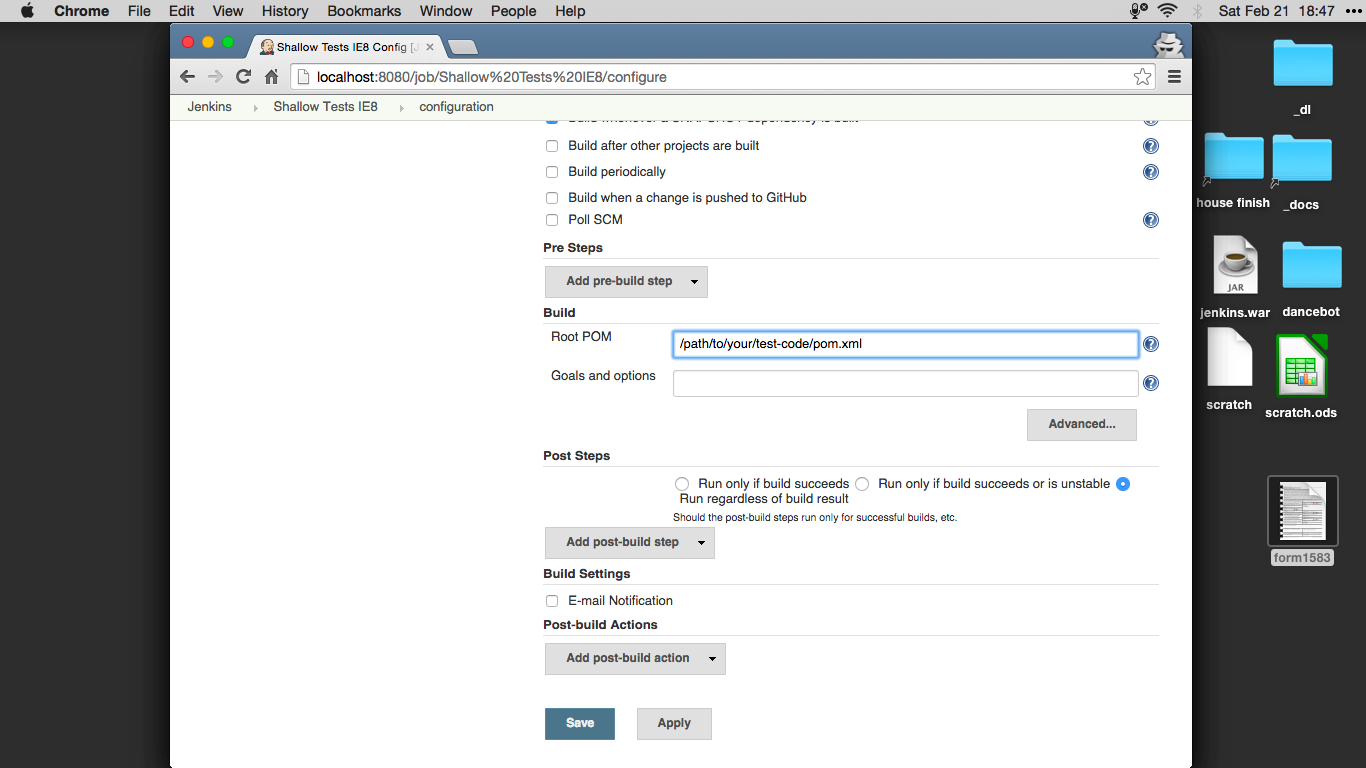 Chrome File Edit View History Bookmarks Window People Help Sat Feb 21 18:47
Shallow Tests IE8 Config [J
localhost:8080/job/Shallow%20Tests%20IE8/configure
Jenkins Shallow Tests IE8 configuration
Build whenever a SNAPSHOT dependency is built
Build after other projects are built
Build periodically
Build when a change is pushed to GitHub
Poll SCM
Pre Steps
Add pre-build step
Build
Root POM /path/to/your/test-code/pom.xml
Goals and options
Advanced...
Post Steps
Run only if build succeeds Run only if build succeeds or is unstable
Run regardless of build result
Should the post-build steps run only for successful builds, etc.
Add post-build step
Build Settings
E-mail Notification
Post-build Actions
Add post-build action
Save Apply
_dl
house finish _docs
JAR
jenkins.war dancebot
scratch scratch.ods
form1583